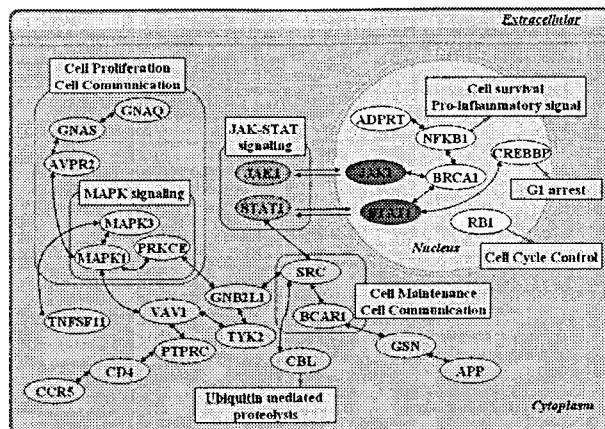 Extracellular
Cell Proliferation
Cell Communication
GNAQ
GNAS
AVPR2
MAPK signaling
MAPK3
MAPK1
PRKCE
TNFSF11
VAV1
PTPRC
CD4
CCR5
GNB2L1
TYK2
JAK-STAT
signaling
JAK1
STAT1
SRC
BCAR1
CBL
Ubiquitin mediated
proteolysis
Cell Maintenance
Cell Communication
GSN
APP
Cell survival
Pro-inflammatory signal
ADPRT
NFKB1
CREBBP
JAK1
BRCA1
STAT1
G1 arrest
RB1
Nucleus
Cell Cycle Control
Cytoplasm